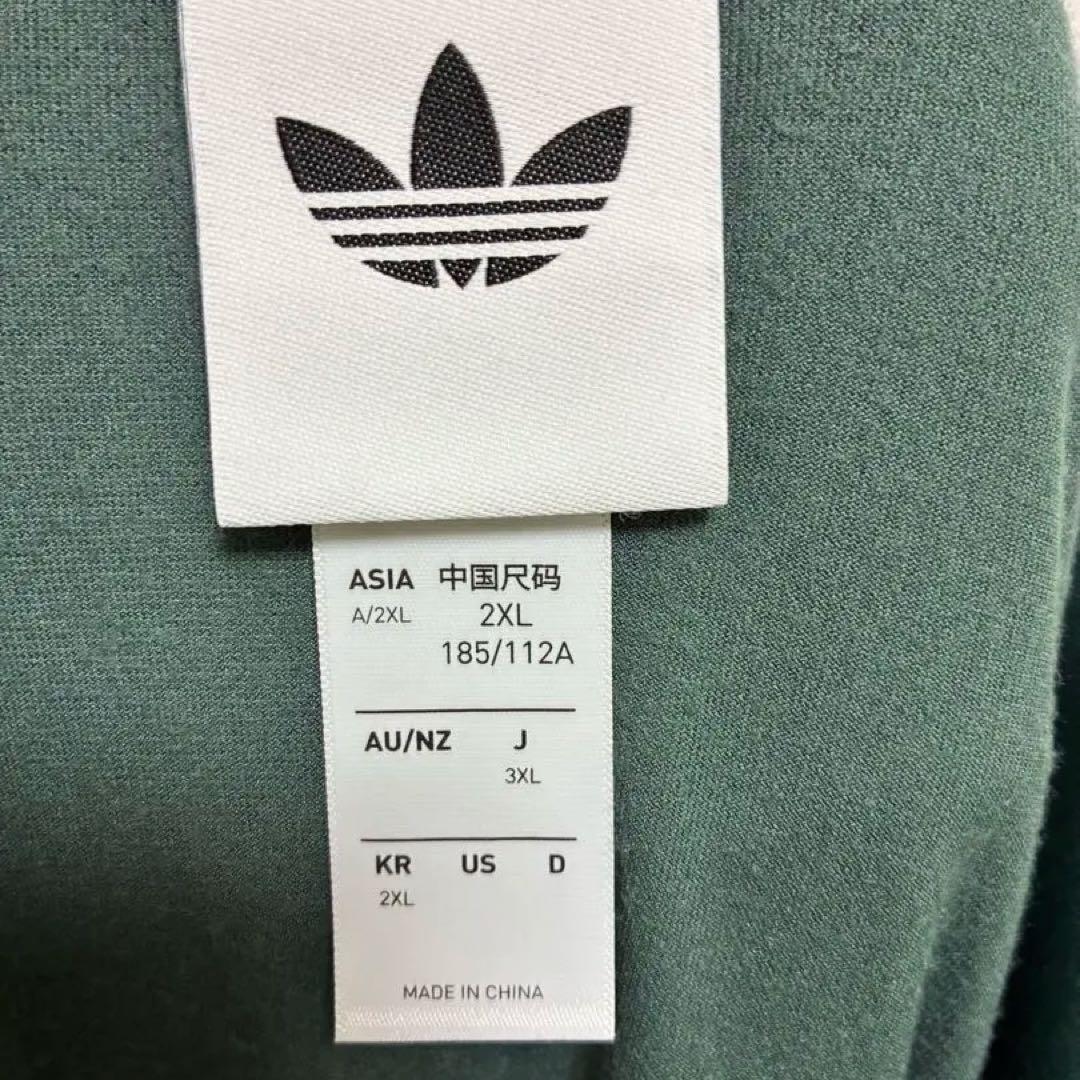 ASIA 中国尺码
A/2XL 2XL
185/112A
AU/NZ J
3XL
KR US D
2XL
MADE IN CHINA